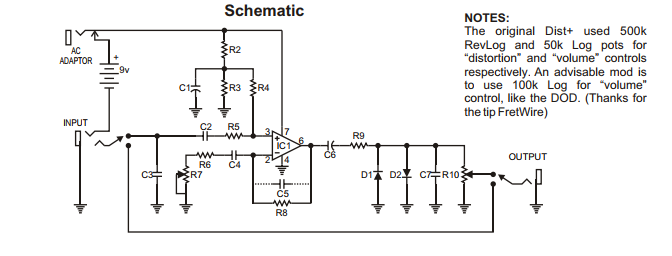 Schematic
NOTES:
The original Dist+ used 500k
RevLog and 50k Log pots for
“distortion” and “volume” controls
respectively. An advisable mod is
to use 100k Log for “volume”
control, like the DOD. (Thanks for
the tip FretWire)
AC
ADAPTOR
+
9v
R2
C1
R3
R4
INPUT
C2
R5
3
7
+
IC1
6
2
4
R6
C4
C3
R7
C5
R8
C6
R9
D1
D2
C7
R10
OUTPUT